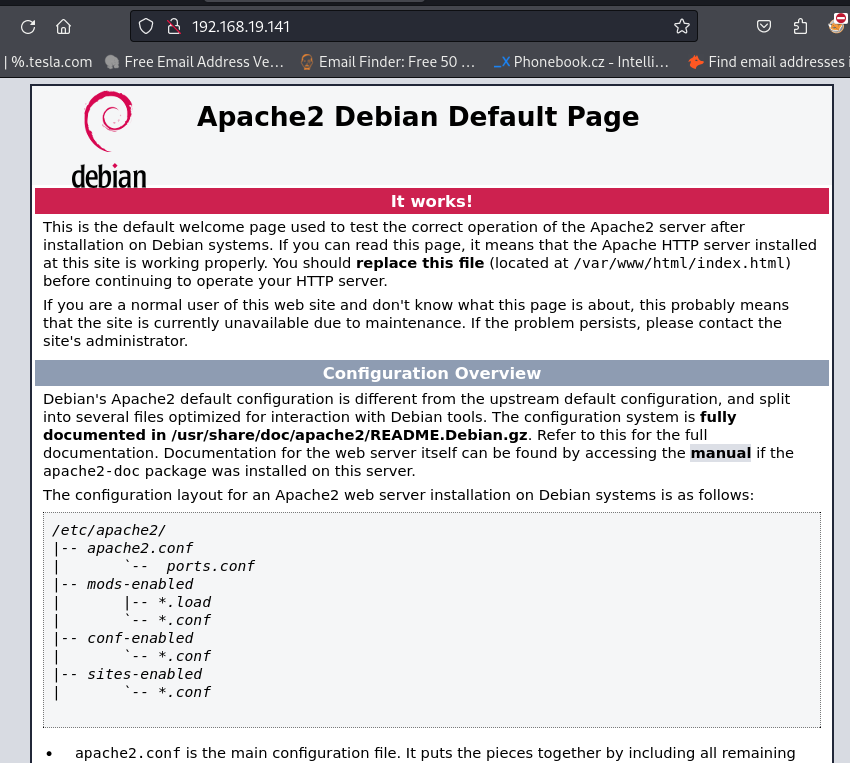 192.168.19.141
| %.tesla.com Free Email Address Ve… Email Finder: Free 50 … Phonebook.cz - Intelli… Find email addresses
debian
Apache2 Debian Default Page
It works!
This is the default welcome page used to test the correct operation of the Apache2 server after
installation on Debian systems. If you can read this page, it means that the Apache HTTP server installed
at this site is working properly. You should replace this file (located at /var/www/html/index.html)
before continuing to operate your HTTP server.
If you are a normal user of this web site and don't know what this page is about, this probably means
that the site is currently unavailable due to maintenance. If the problem persists, please contact the
site's administrator.
Configuration Overview
Debian's Apache2 default configuration is different from the upstream default configuration, and split
into several files optimized for interaction with Debian tools. The configuration system is fully
documented in /usr/share/doc/apache2/README.Debian.gz. Refer to this for the full
documentation. Documentation for the web server itself can be found by accessing the manual if the
apache2-doc package was installed on this server.
The configuration layout for an Apache2 web server installation on Debian systems is as follows:
/etc/apache2/
|-- apache2.conf
|       `--  ports.conf
|-- mods-enabled
|       |-- *.load
|       `-- *.conf
|-- conf-enabled
|       `-- *.conf
|-- sites-enabled
|       `-- *.conf
• apache2.conf is the main configuration file. It puts the pieces together by including all remaining